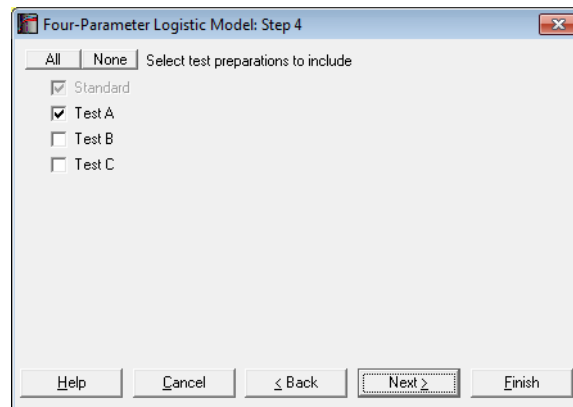 Four-Parameter Logistic Model: Step 4
All None Select test preparations to include
Standard
Test A
Test B
Test C
Help Cancel < Back Next > Finish